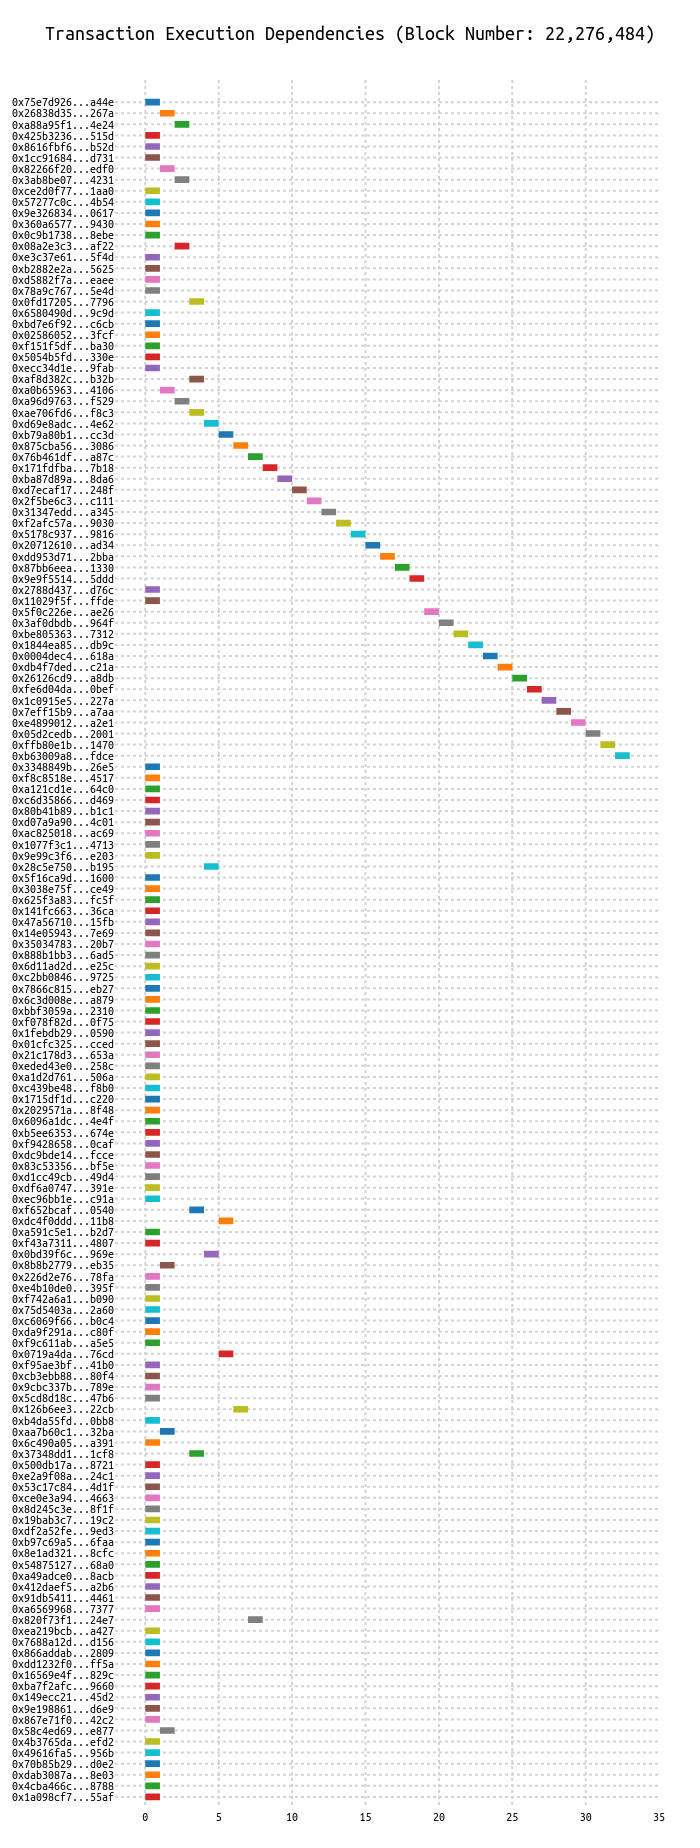 Transaction Execution Dependencies (Block Number: 22,276,484)
0x75e7d926...a44e
0x26838d35...267a
0xa88a95f1...4e24
0x425b3236...515d
0x8616fbf6...b52d
0x1cc91684...d731
0x82266f20...edf0
0x3ab8be07...4231
0xce2d0f77...1aa0
0x57277c0c...4b54
0x9e326834...0617
0x360a6577...9430
0x0c9b1738...8ebe
0x08a2e3c3...af22
0xe3c37e61...5f4d
0xb2882e2a...5625
0xd5882f7a...eaee
0x78a9c767...5e4d
0x0fd17205...7796
0x6580490d...9c9d
0xbd7e6f92...c6cb
0x02586052...3fcf
0xf151f5df...ba30
0x5054b5fd...330e
0xecc34d1e...9fab
0xaf8d382c...b32b
0xa0b65963...4106
0xa96d9763...f529
0xae706fd6...f8c3
0xd69e8adc...4e62
0xb79a80b1...cc3d
0x875cba56...3086
0x76b461df...a87c
0x171fdfba...7b18
0xba87d89a...8da6
0xd7ecaf17...248f
0x2f5be6c3...c111
0x31347edd...a345
0xf2afc57a...9030
0x5178c937...9816
0x20712610...ad34
0xdd953d71...2bba
0x87bb6eea...1330
0x9e9f5514...5ddd
0x2788d437...d76c
0x11029f5f...ffde
0x5f0c226e...ae26
0x3af0dbdb...964f
0xbe805363...7312
0x1844ea85...db9c
0x0004dec4...618a
0xdb4f7ded...c21a
0x26126cd9...a8db
0xfe6d04da...0bef
0x1c0915e5...227a
0x7eff15b9...a7aa
0xe4899012...a2e1
0x05d2cedb...2001
0xffb80e1b...1470
0xb63009a8...fdce
0x3348849b...26e5
0xf8c8518e...4517
0xa121cd1e...64c0
0xc6d35866...d469
0x80b41b89...b1c1
0xd07a9a90...4c01
0xac825018...ac69
0x1077f3c1...4713
0x9e99c3f6...e203
0x28c5e750...b195
0x5f16ca9d...1600
0x3038e75f...ce49
0x625f3a83...fc5f
0x141fc663...36ca
0x47a56710...15fb
0x14e05943...7e69
0x35034783...20b7
0x888b1bb3...6ad5
0x6d11ad2d...e25c
0xc2bb0846...9725
0x7866c815...eb27
0x6c3d008e...a879
0xbbf3059a...2310
0xf078f82d...0f75
0x1febdb29...0590
0x01cfc325...cced
0x21c178d3...653a
0xeded43e0...258c
0xa1d2d761...506a
0xc439be48...f8b0
0x1715df1d...c220
0x2029571a...8f48
0x6096a1dc...4e4f
0xb5ee6353...674e
0xf9428658...0caf
0xdc9bde14...fcce
0x83c53356...bf5e
0xd1cc49cb...49d4
0xdf6a0747...391e
0xec96bb1e...c91a
0xf652bcaf...0540
0xdc4f0ddd...11b8
0xa591c5e1...b2d7
0xf43a7311...4807
0x0bd39f6c...969e
0x8b8b2779...eb35
0x226d2e76...78fa
0xe4b10de0...395f
0xf742a6a1...b090
0x75d5403a...2a60
0xc6069f66...b0c4
0xda9f291a...c80f
0xf9c611ab...a5e5
0x0719a4da...76cd
0xf95ae3bf...41b0
0xcb3ebb88...80f4
0x9cbc337b...789e
0x5cd8d18c...47b6
0x126b6ee3...22cb
0xb4da55fd...0bb8
0xaa7b60c1...32ba
0x6c490a05...a391
0x37348dd1...1cf8
0x500db17a...8721
0xe2a9f08a...24c1
0x53c17c84...4d1f
0xce0e3a94...4663
0x8d245c3e...8f1f
0x19bab3c7...19c2
0xdf2a52fe...9ed3
0xb97c69a5...6faa
0x8e1ad321...8cfc
0x54875127...68a0
0xa49adce0...8acb
0x412daef5...a2b6
0x91db5411...4461
0xa6569968...7377
0x820f73f1...24e7
0xea219bcb...a427
0x7688a12d...d156
0x866addab...2809
0xdd1232f0...ff5a
0x16569e4f...829c
0xba7f2afc...9660
0x149ecc21...45d2
0x9e198861...d6e9
0x867e71f0...42c2
0x58c4ed69...e877
0x4b3765da...efd2
0x49616fa5...956b
0x70b85b29...d0e2
0xdab3087a...8e03
0x4cba466c...8788
0x1a098cf7...55af
0 5 10 15 20 25 30 35